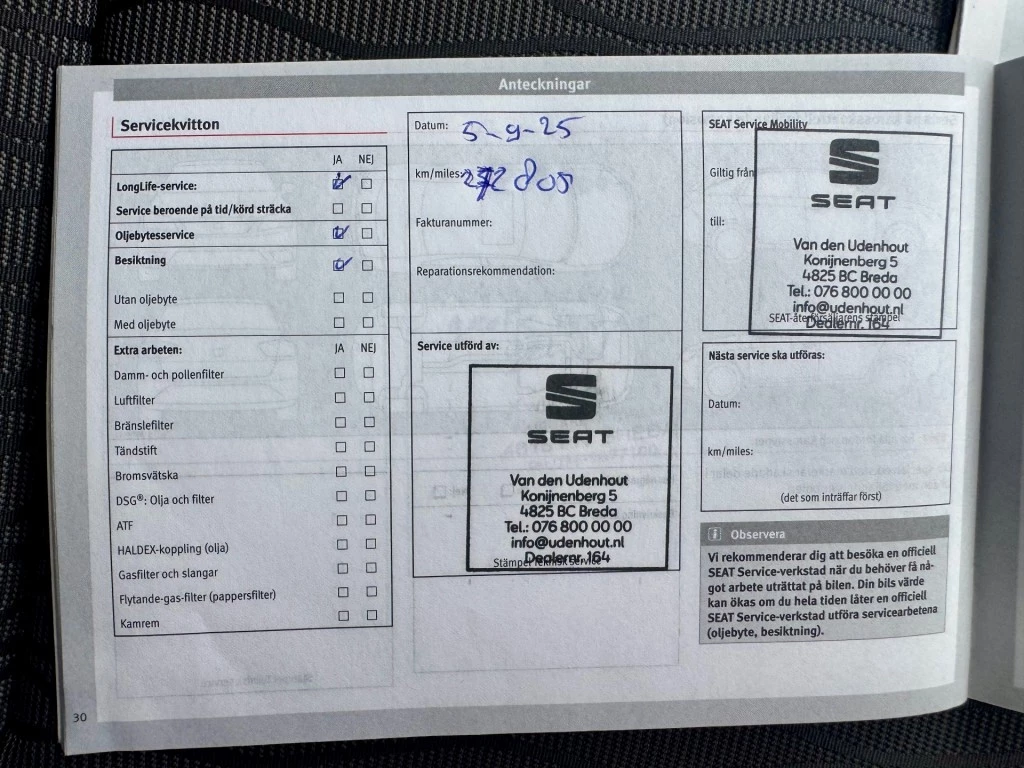 Anteckningar
Servicekvitton
JA NEJ
LongLife-service:
Service beroende på tid/körd sträcka
Oljebytesservice
Besiktning
Utan oljebyte
Med oljebyte
Extra arbeten: JA NEJ
Damm- och pollenfilter
Luftfilter
Bränslefilter
Tändstift
Bromsvätska
DSG®: Olja och filter
ATF
HALDEX-koppling (olja)
Gasfilter och slangar
Flytande-gas-filter (pappersfilter)
Kamrem
Datum: 5-9-25
km/miles:
Fakturanummer:
Reparationsrekommendation:
Service utförd av:
SEAT
Van den Udenhout
Konijnenberg 5
4825 BC Breda
Tel.: 076 800 00 00
info@udenhout.nl
Dealernr. 164
Stämpel Teknisk service
SEAT Service Mobility
Giltig från
till:
SEAT
Van den Udenhout
Konijnenberg 5
4825 BC Breda
Tel.: 076 800 00 00
info@udenhout.nl
SEAT-återförsäljarens stämpel
Dealernr. 164
Nästa service ska utföras:
Datum:
km/miles:
(det som inträffar först)
i Observera
Vi rekommenderar dig att besöka en officiell
SEAT Service-verkstad när du behöver få nå-
got arbete uträttat på bilen. Din bils värde
kan ökas om du hela tiden låter en officiell
SEAT Service-verkstad utföra servicearbetena
(oljebyte, besiktning).
30